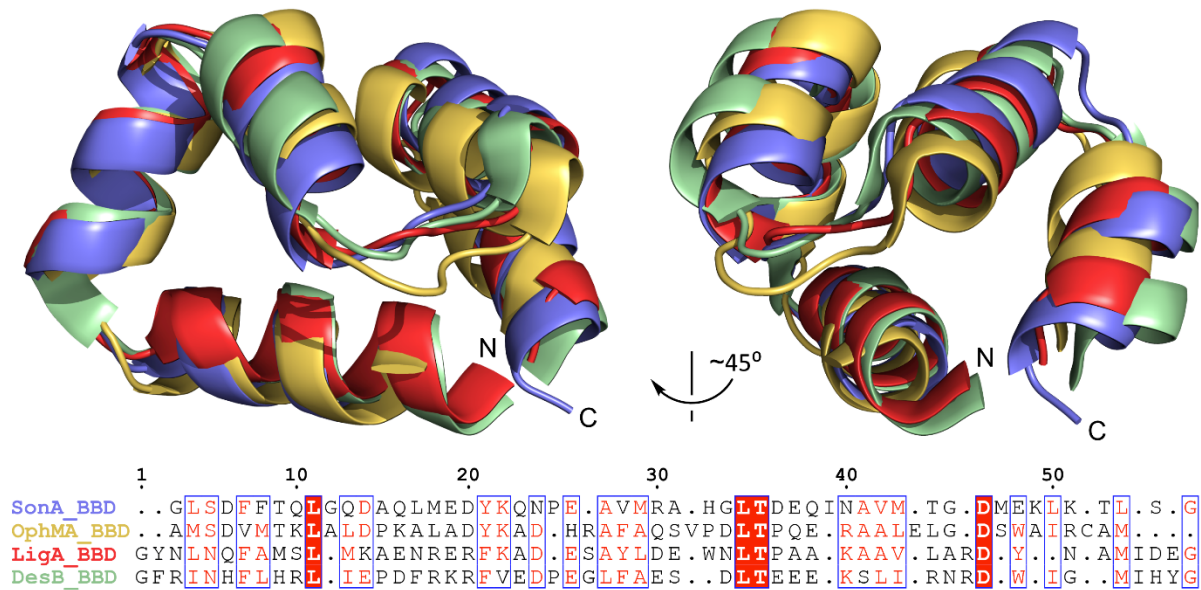 N
C
~45°
N
C
1 10 20 30 40 50
. . . . . .
SonA_BBD ..GLSDFFTQLGQDAQLMEDYKQNPE.AVMRA.HGLTDEQINAVM.TG.DMEKLK.TL.S.G
OphMA_BBD ..AMSDVMTKLALDPKALADYKAD.HRAFAQSVPDLTPQE.RAALELG.DSWAIRCAM....
LigA_BBD GYNLNQFAMSL.MKAENRERFKAD.ESAYLDE.WNLTPAA.KAAV.LARD.Y..N.AMIDEG
DesB_BBD GFRINHFLHRL.IEPDFRKRFVEDPEGLFAES..DLTEEE.KSLI.RNRD.W.IG..MIHYG